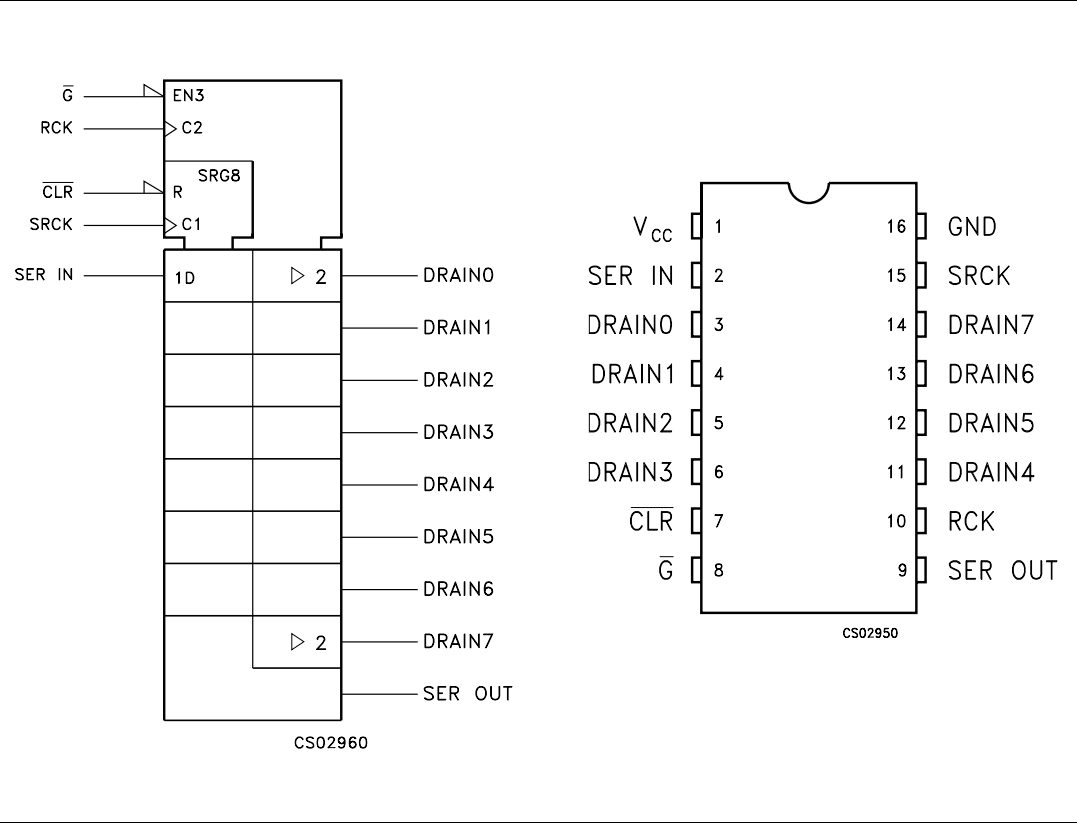 G̅ EN3
RCK C2
SRG8
C̅L̅R̅ R
SRCK C1
SER IN 1D 2 DRAIN0
DRAIN1
DRAIN2
DRAIN3
DRAIN4
DRAIN5
DRAIN6
2 DRAIN7
SER OUT
CS02960
VCC 1 16 GND
SER IN 2 15 SRCK
DRAIN0 3 14 DRAIN7
DRAIN1 4 13 DRAIN6
DRAIN2 5 12 DRAIN5
DRAIN3 6 11 DRAIN4
C̅L̅R̅ 7 10 RCK
G̅ 8 9 SER OUT
CS02950